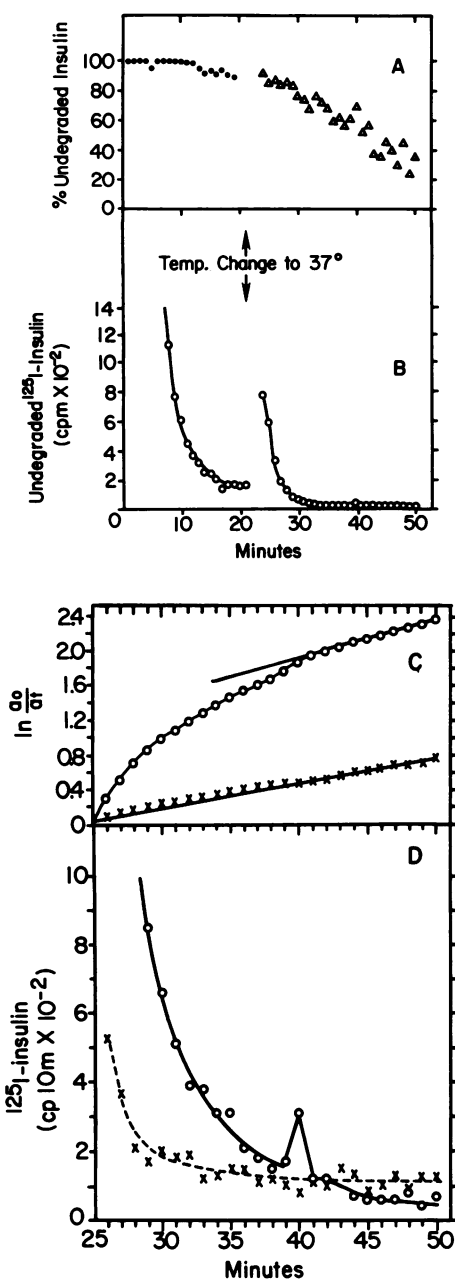 A
% Undegraded Insulin
100
80
60
40
20
0
Temp. Change to 37°
B
Undegraded ¹²⁵I-Insulin
(cpm X 10⁻²)
14
12
10
8
6
4
2
0 10 20 30 40 50
Minutes
C
ln ao/at
2.4
2.0
1.6
1.2
0.8
0.4
0
D
¹²⁵I-insulin
(cp 10m X 10⁻²)
10
8
6
4
2
0
25 30 35 40 45 50
Minutes